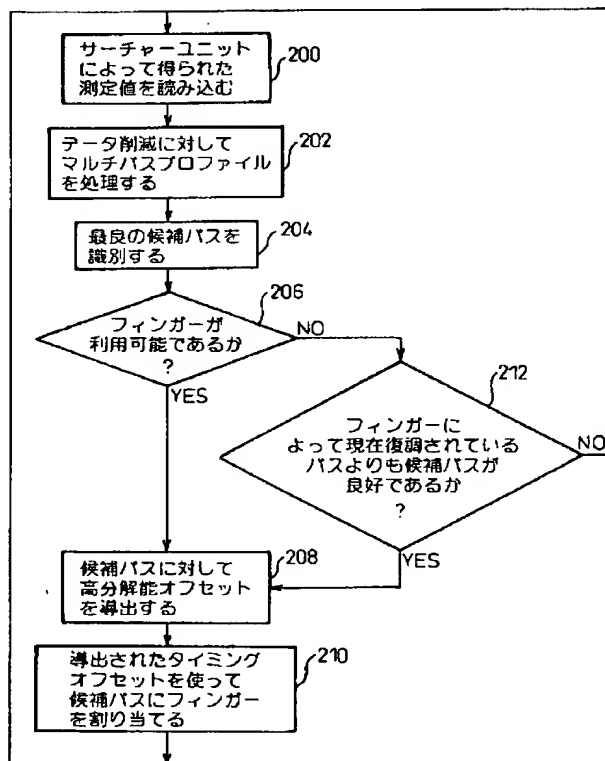 サーチャーユニット
によって得られた
測定値を読み込む
200
データ削減に対して
マルチパスプロファイル
を処理する
202
最良の候補パスを
識別する
204
フィンガーが
利用可能であるか
?
206
NO
YES
フィンガーに
よって現在復調されている
パスよりも候補パスが
良好であるか
?
212
NO
YES
候補パスに対して
高分解能オフセット
を導出する
208
導出されたタイミング
オフセットを使って
候補パスにフィンガー
を割り当てる
210